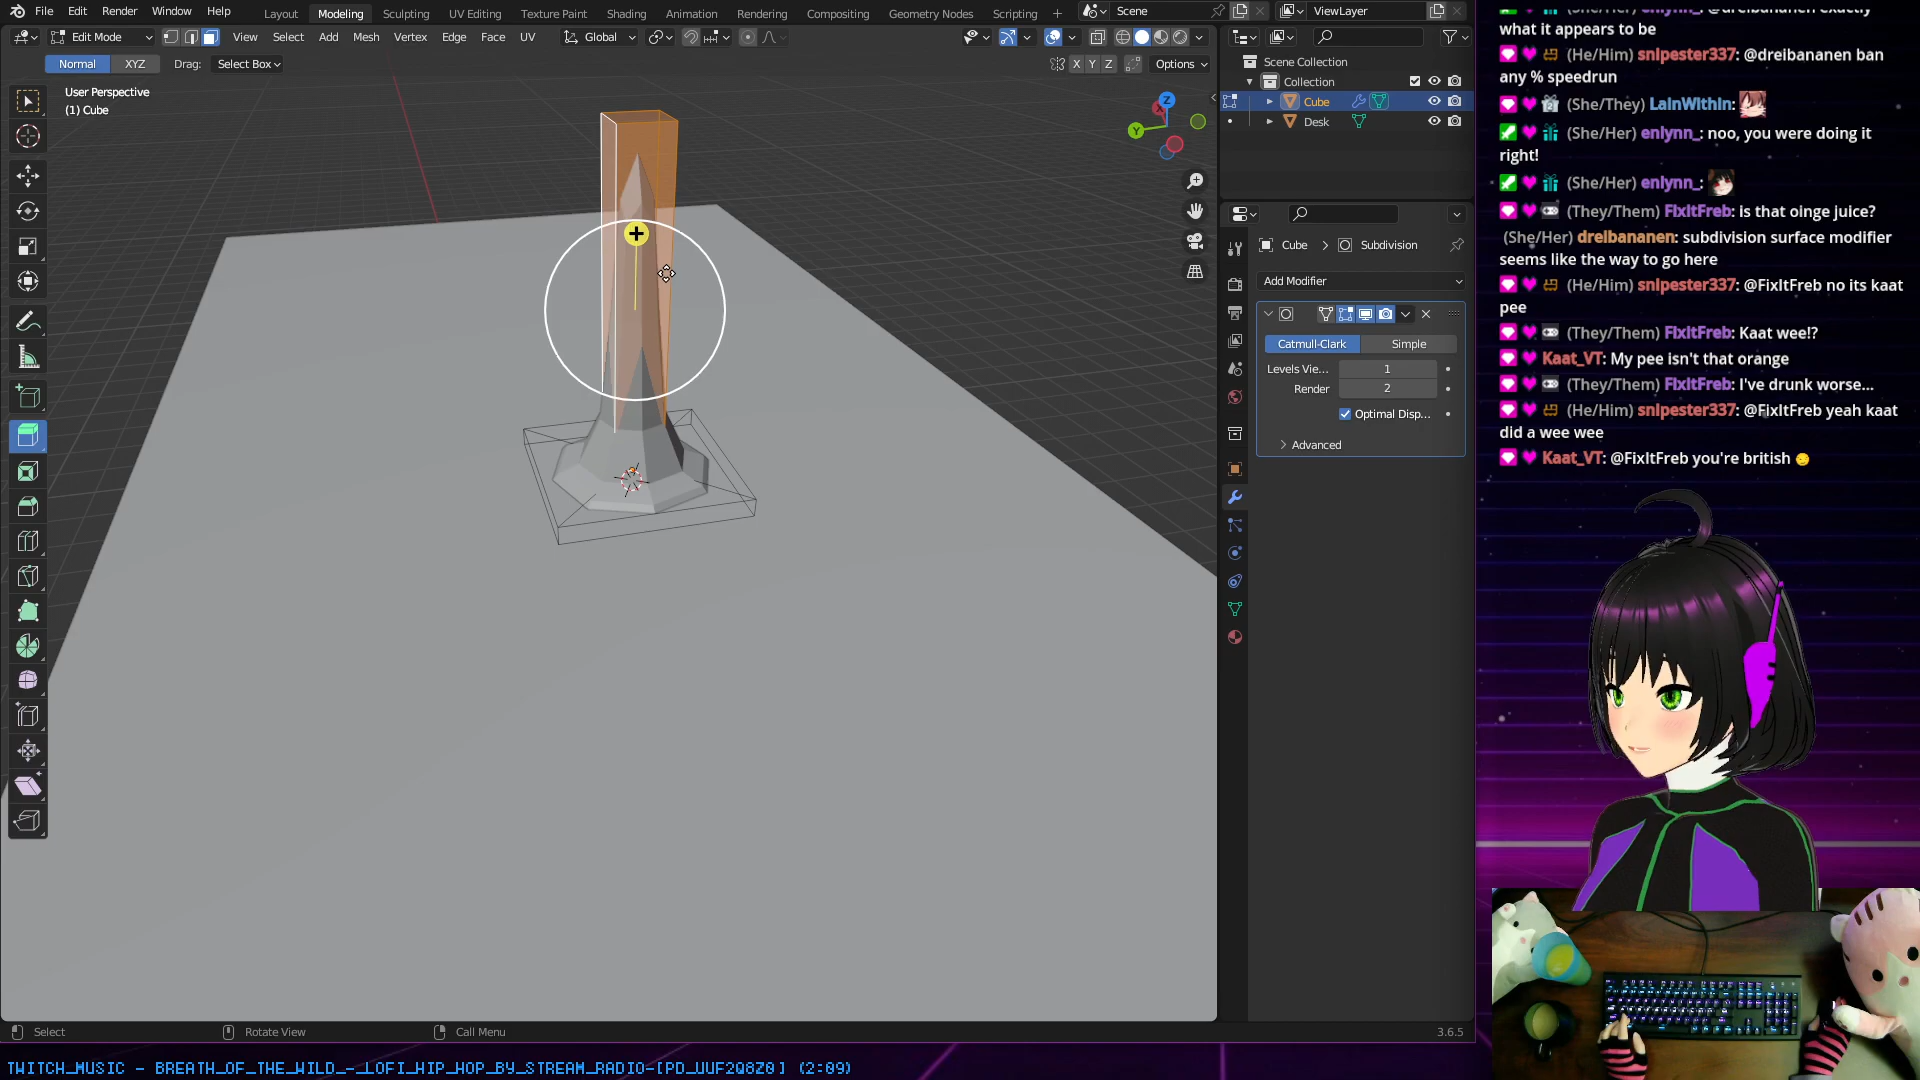 File Edit Render Window Help Layout Modeling Sculpting UV Editing Texture Paint Shading Animation Rendering Compositing Geometry Nodes Scripting + Scene ViewLayer
Edit Mode View Select Add Mesh Vertex Edge Face UV Global
Normal XYZ Drag: Select Box X Y Z Options
User Perspective
(1) Cube
Z
X
Y
Scene Collection
Collection
Cube
Desk
Cube > Subdivision
Add Modifier
Catmull-Clark Simple
Levels Vie... 1
Render 2
Optimal Disp...
Advanced
Select Rotate View Call Menu 3.6.5
what it appears to be
(He/Him) snipester337: @dreibananen ban
any % speedrun
(She/They) LainWithin:
(She/Her) enlynn_: noo, you were doing it
right!
(She/Her) enlynn_:
(They/Them) FixitFreb: is that oinge juice?
(She/Her) dreibananen: subdivision surface modifier
seems like the way to go here
(He/Him) snipester337: @FixItFreb no its kaat
pee
(They/Them) FixitFreb: Kaat wee!?
Kaat_VT: My pee isn't that orange
(They/Them) FixitFreb: I've drunk worse...
(He/Him) snipester337: @FixItFreb yeah kaat
did a wee wee
Kaat_VT: @FixItFreb you're british
TWITCH_MUSIC - BREATH_OF_THE_WILD_-_LOFI_HIP_HOP_BY_STREAM_RADIO-[PD_UUF2Q8Z0] (2:09)